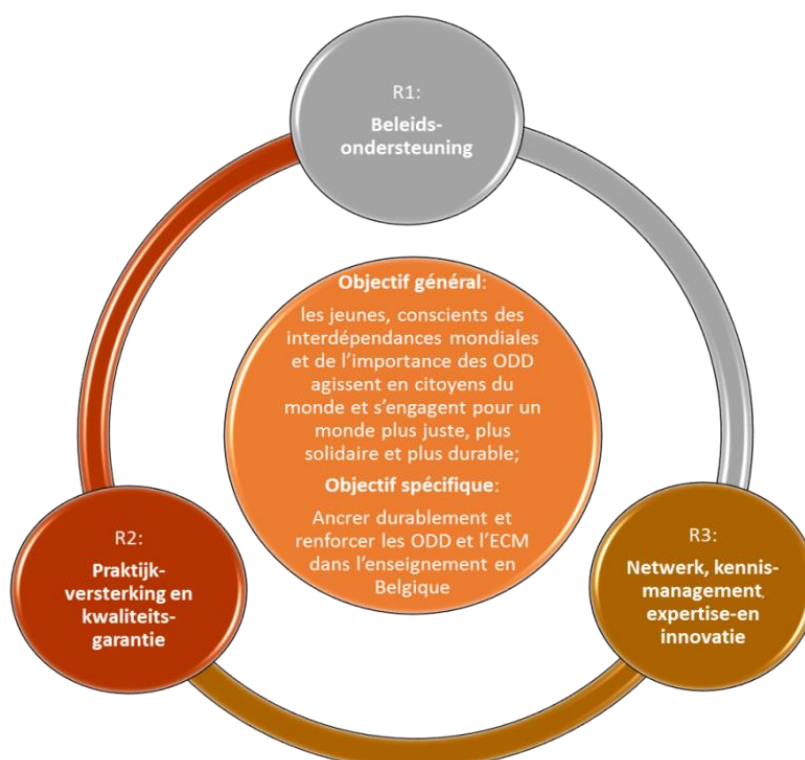 R1:
Beleids-
ondersteuning
Objectif général:
les jeunes, conscients des
interdépendances mondiales
et de l'importance des ODD
agissent en citoyens du
monde et s'engagent pour un
monde plus juste, plus
solidaire et plus durable;
Objectif spécifique:
Ancrer durablement et
renforcer les ODD et l'ECM
dans l'enseignement en
Belgique
R2:
Praktijk-
versterking en
kwaliteits-
garantie
R3:
Netwerk, kennis-
management,
expertise-en
innovatie